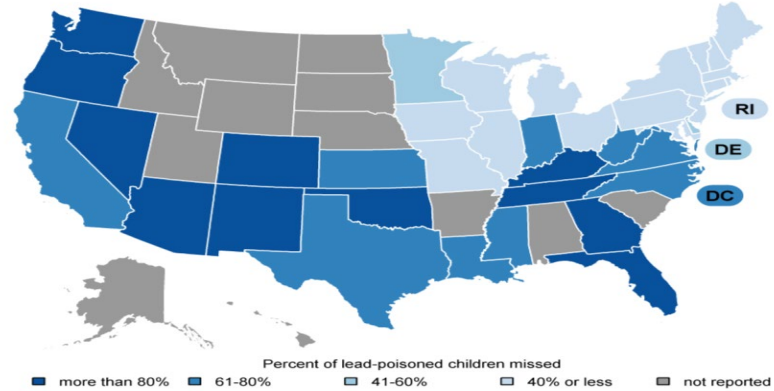 RI
DE
DC
Percent of lead-poisoned children missed
more than 80% 61-80% 41-60% 40% or less not reported